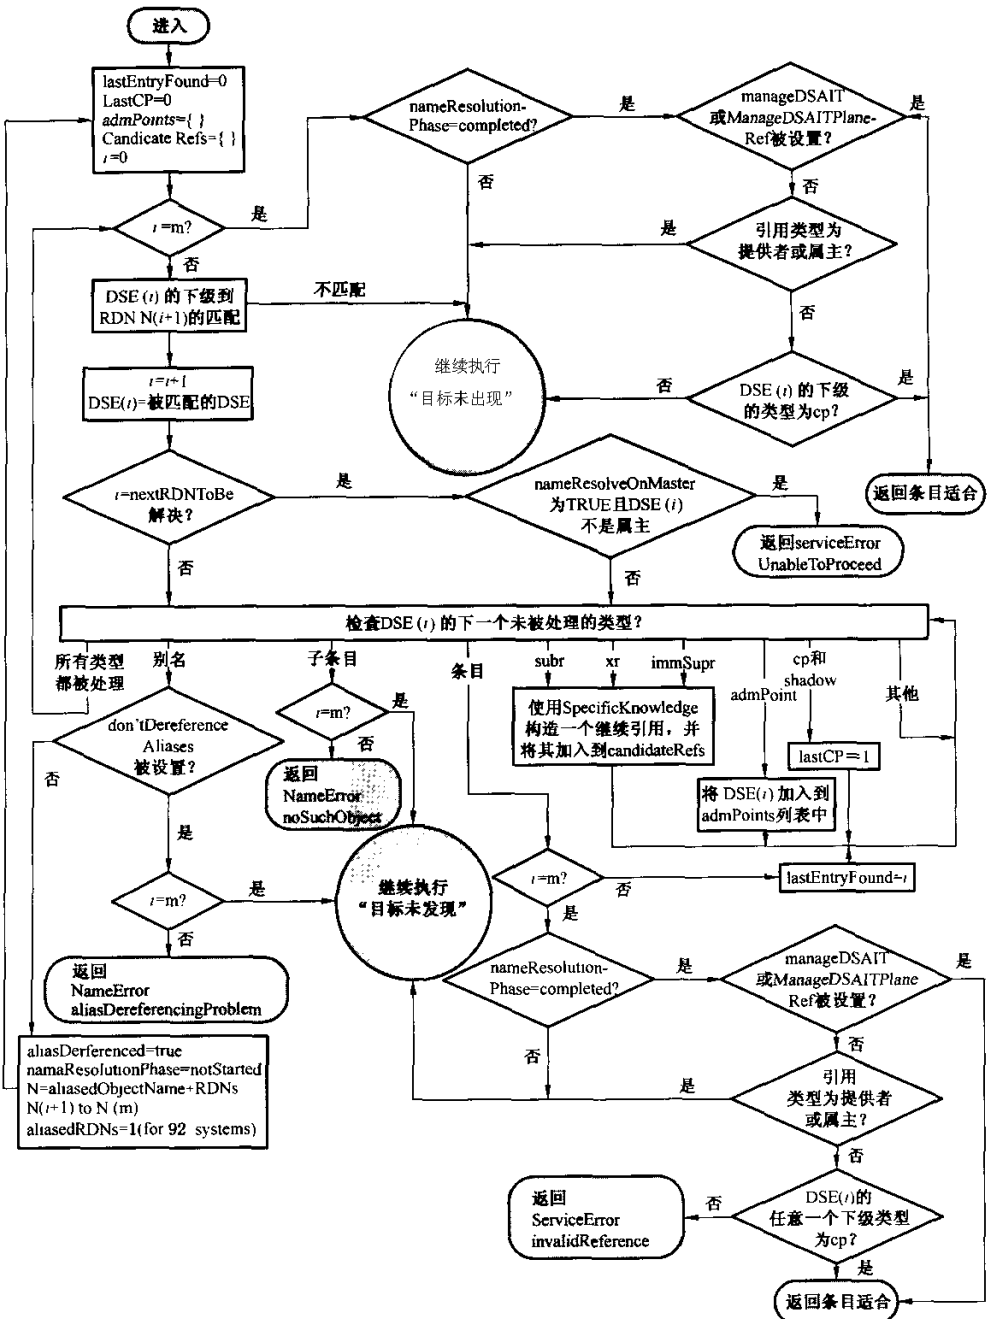 进入
lastEntryFound=0
LastCP=0
admPoints={ }
Candicate Refs={ }
ı=0
nameResolution-
Phase=completed?
是
manageDSAIT
或ManageDSAITPlane-
Ref被设置?
是
否
否
ı=m?
是
是
引用类型为
提供者或属主?
否
DSE(ı)的下级到
RDN N(i+1)的匹配
不匹配
否
继续执行
“目标未出现”
ı=ı+1
DSE(ı)=被匹配的DSE
否
DSE(ı)的下级
的类型为cp?
是
ı=nextRDNToBe
解决?
是
nameResolveOnMaster
为TRUE且DSE(i)
不是属主
是
返回条目适合
返回serviceError
UnableToProceed
否
否
检查DSE(ı)的下一个未被处理的类型?
所有类型
都被处理
别名
子条目
条目
subr
xr
immSupr
admPoint
cp和
shadow
其他
don'tDereference
Aliases
被设置?
ı=m?
是
否
使用SpecificKnowledge
构造一个继续引用,并
将其加入到candidateRefs
lastCP=1
否
返回
NameError
noSuchObject
将 DSE(ı)加入到
admPoints列表中
是
ı=m?
是
继续执行
“目标未发现”
ı=m?
否
lastEntryFound=ı
是
否
返回
NameError
aliasDereferencingProblem
nameResolution-
Phase=completed?
是
manageDSAIT
或ManageDSAITPlane
Ref被设置?
是
alıasDerferenced=true
namaResolutıonPhase=notStarted
N=alıasedObjectName+RDNs
N(ı+1) to N (m)
alıasedRDNs=1(for 92 systems)
否
否
是
引用
类型为提供者
或属主?
否
返回
ServiceError
invalidReference
否
DSE(ı)的
任意一个下级类型
为cp?
是
返回条目适合